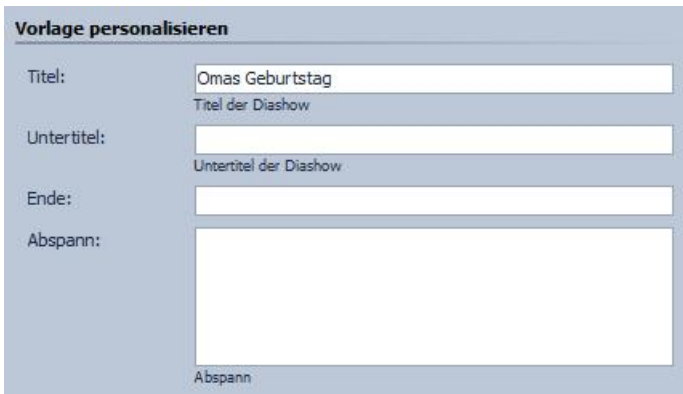 Vorlage personalisieren
Titel: Omas Geburtstag
Titel der Diashow
Untertitel:
Untertitel der Diashow
Ende:
Abspann:
Abspann